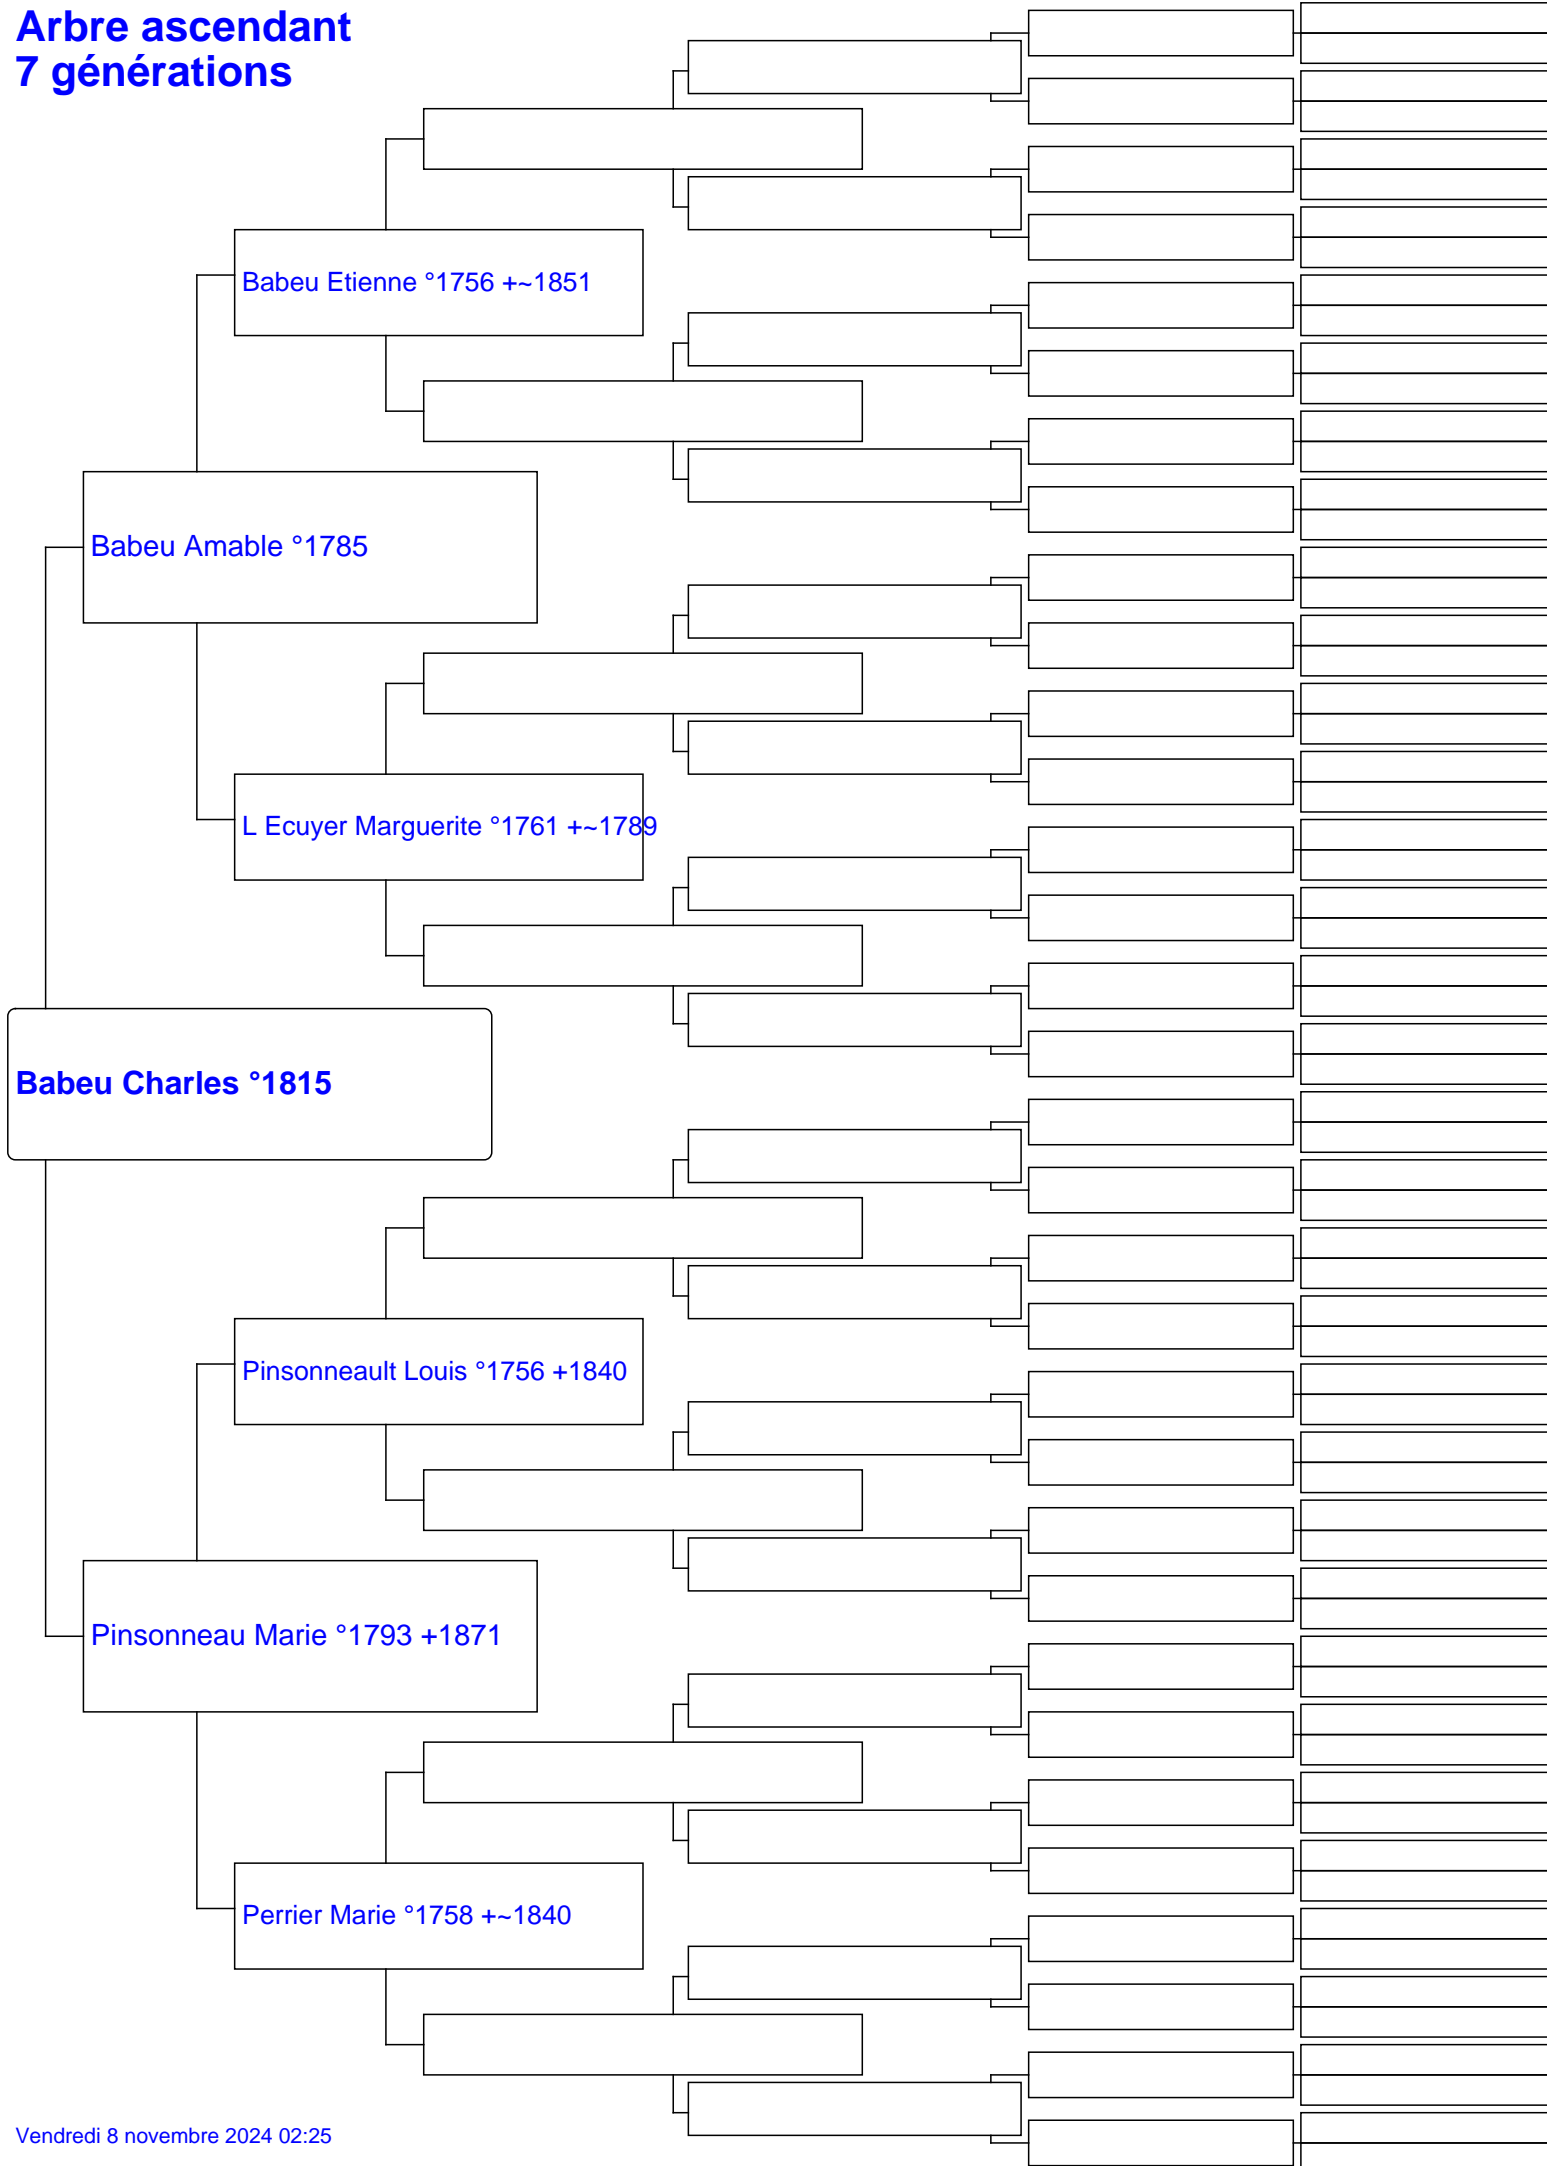 Arbre ascendant
7 générations
Babeu Etienne °1756 +~1851
Babeu Amable °1785
L Ecuyer Marguerite °1761 +~1789
Babeu Charles °1815
Pinsonneault Louis °1756 +1840
Pinsonneau Marie °1793 +1871
Perrier Marie °1758 +~1840
Vendredi 8 novembre 2024 02:25